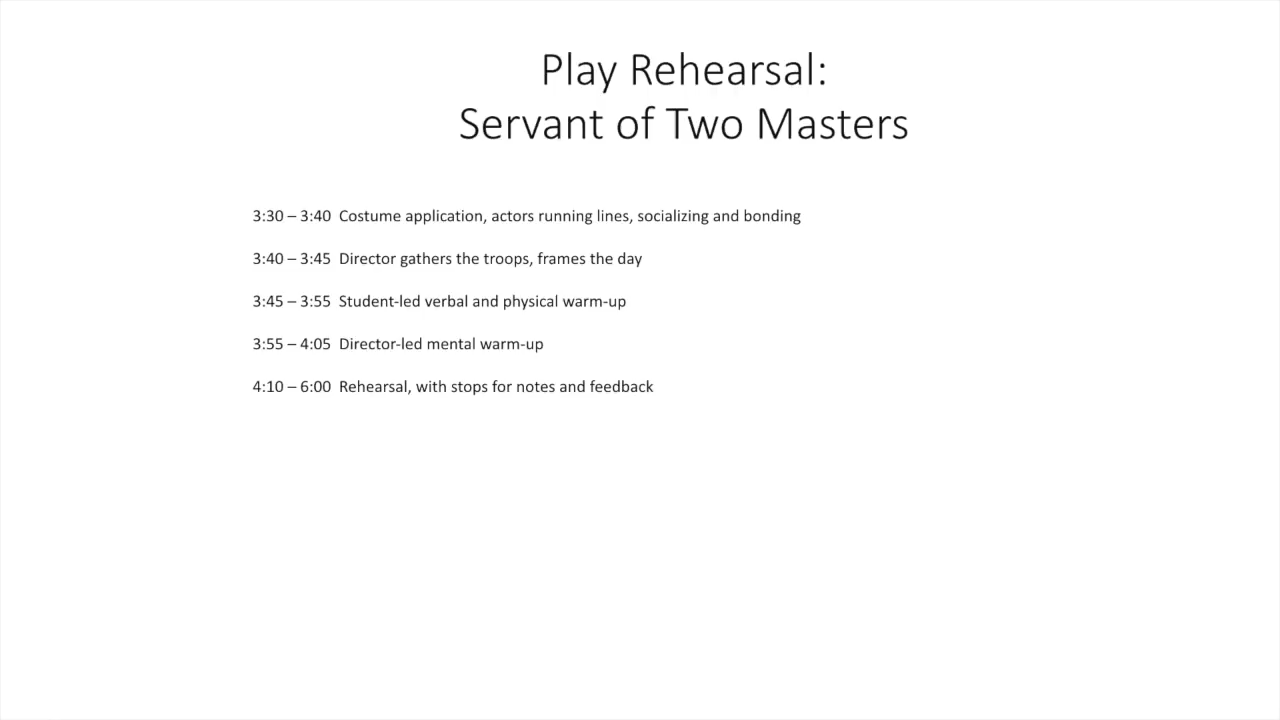 Play Rehearsal:
Servant of Two Masters
3:30 – 3:40  Costume application, actors running lines, socializing and bonding
3:40 – 3:45  Director gathers the troops, frames the day
3:45 – 3:55  Student-led verbal and physical warm-up
3:55 – 4:05  Director-led mental warm-up
4:10 – 6:00  Rehearsal, with stops for notes and feedback